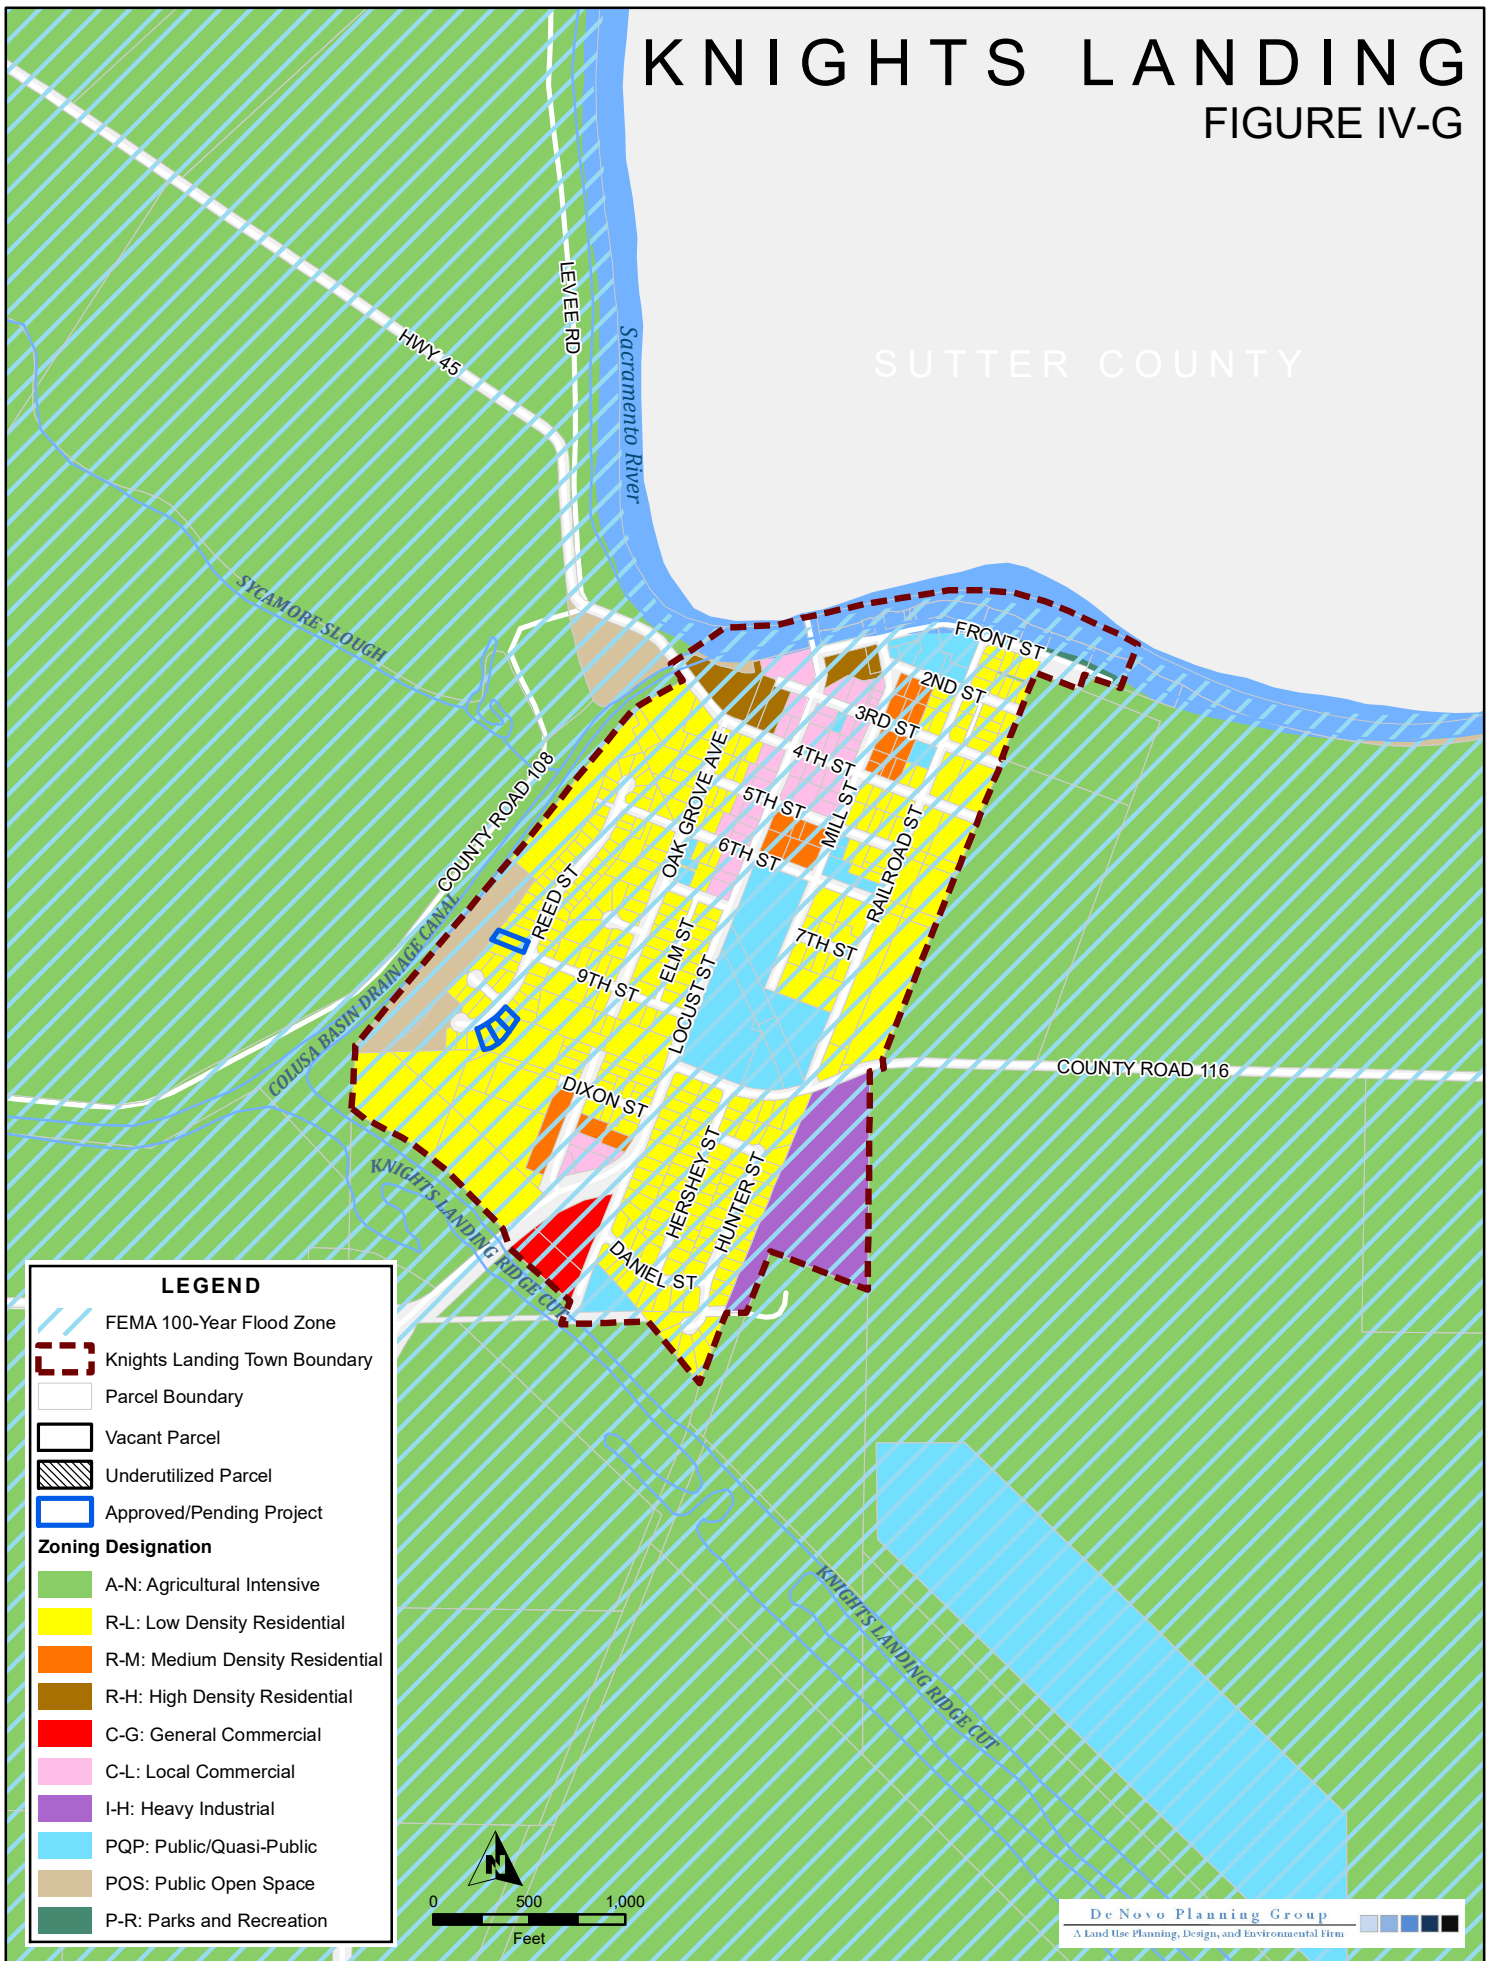 KNIGHTS LANDING
FIGURE IV-G
SUTTER COUNTY
LEVEE RD
HWY 45
Sacramento River
SYCAMORE SLOUGH
FRONT ST
2ND ST
3RD ST
4TH ST
5TH ST
6TH ST
OAK GROVE AVE
MILL ST
RAILROAD ST
COUNTY ROAD 108
REED ST
COLUSA BASIN DRAINAGE CANAL
7TH ST
ELM ST
9TH ST
LOCUST ST
COUNTY ROAD 116
DIXON ST
HERSHEY ST
HUNTER ST
KNIGHTS LANDING RIDGE CUT
DANIEL ST
KNIGHTS LANDING RIDGE CUT
LEGEND
FEMA 100-Year Flood Zone
Knights Landing Town Boundary
Parcel Boundary
Vacant Parcel
Underutilized Parcel
Approved/Pending Project
Zoning Designation
A-N: Agricultural Intensive
R-L: Low Density Residential
R-M: Medium Density Residential
R-H: High Density Residential
C-G: General Commercial
C-L: Local Commercial
I-H: Heavy Industrial
PQP: Public/Quasi-Public
POS: Public Open Space
P-R: Parks and Recreation
N
0 500 1,000
Feet
De Novo Planning Group
A Land Use Planning, Design, and Environmental Firm